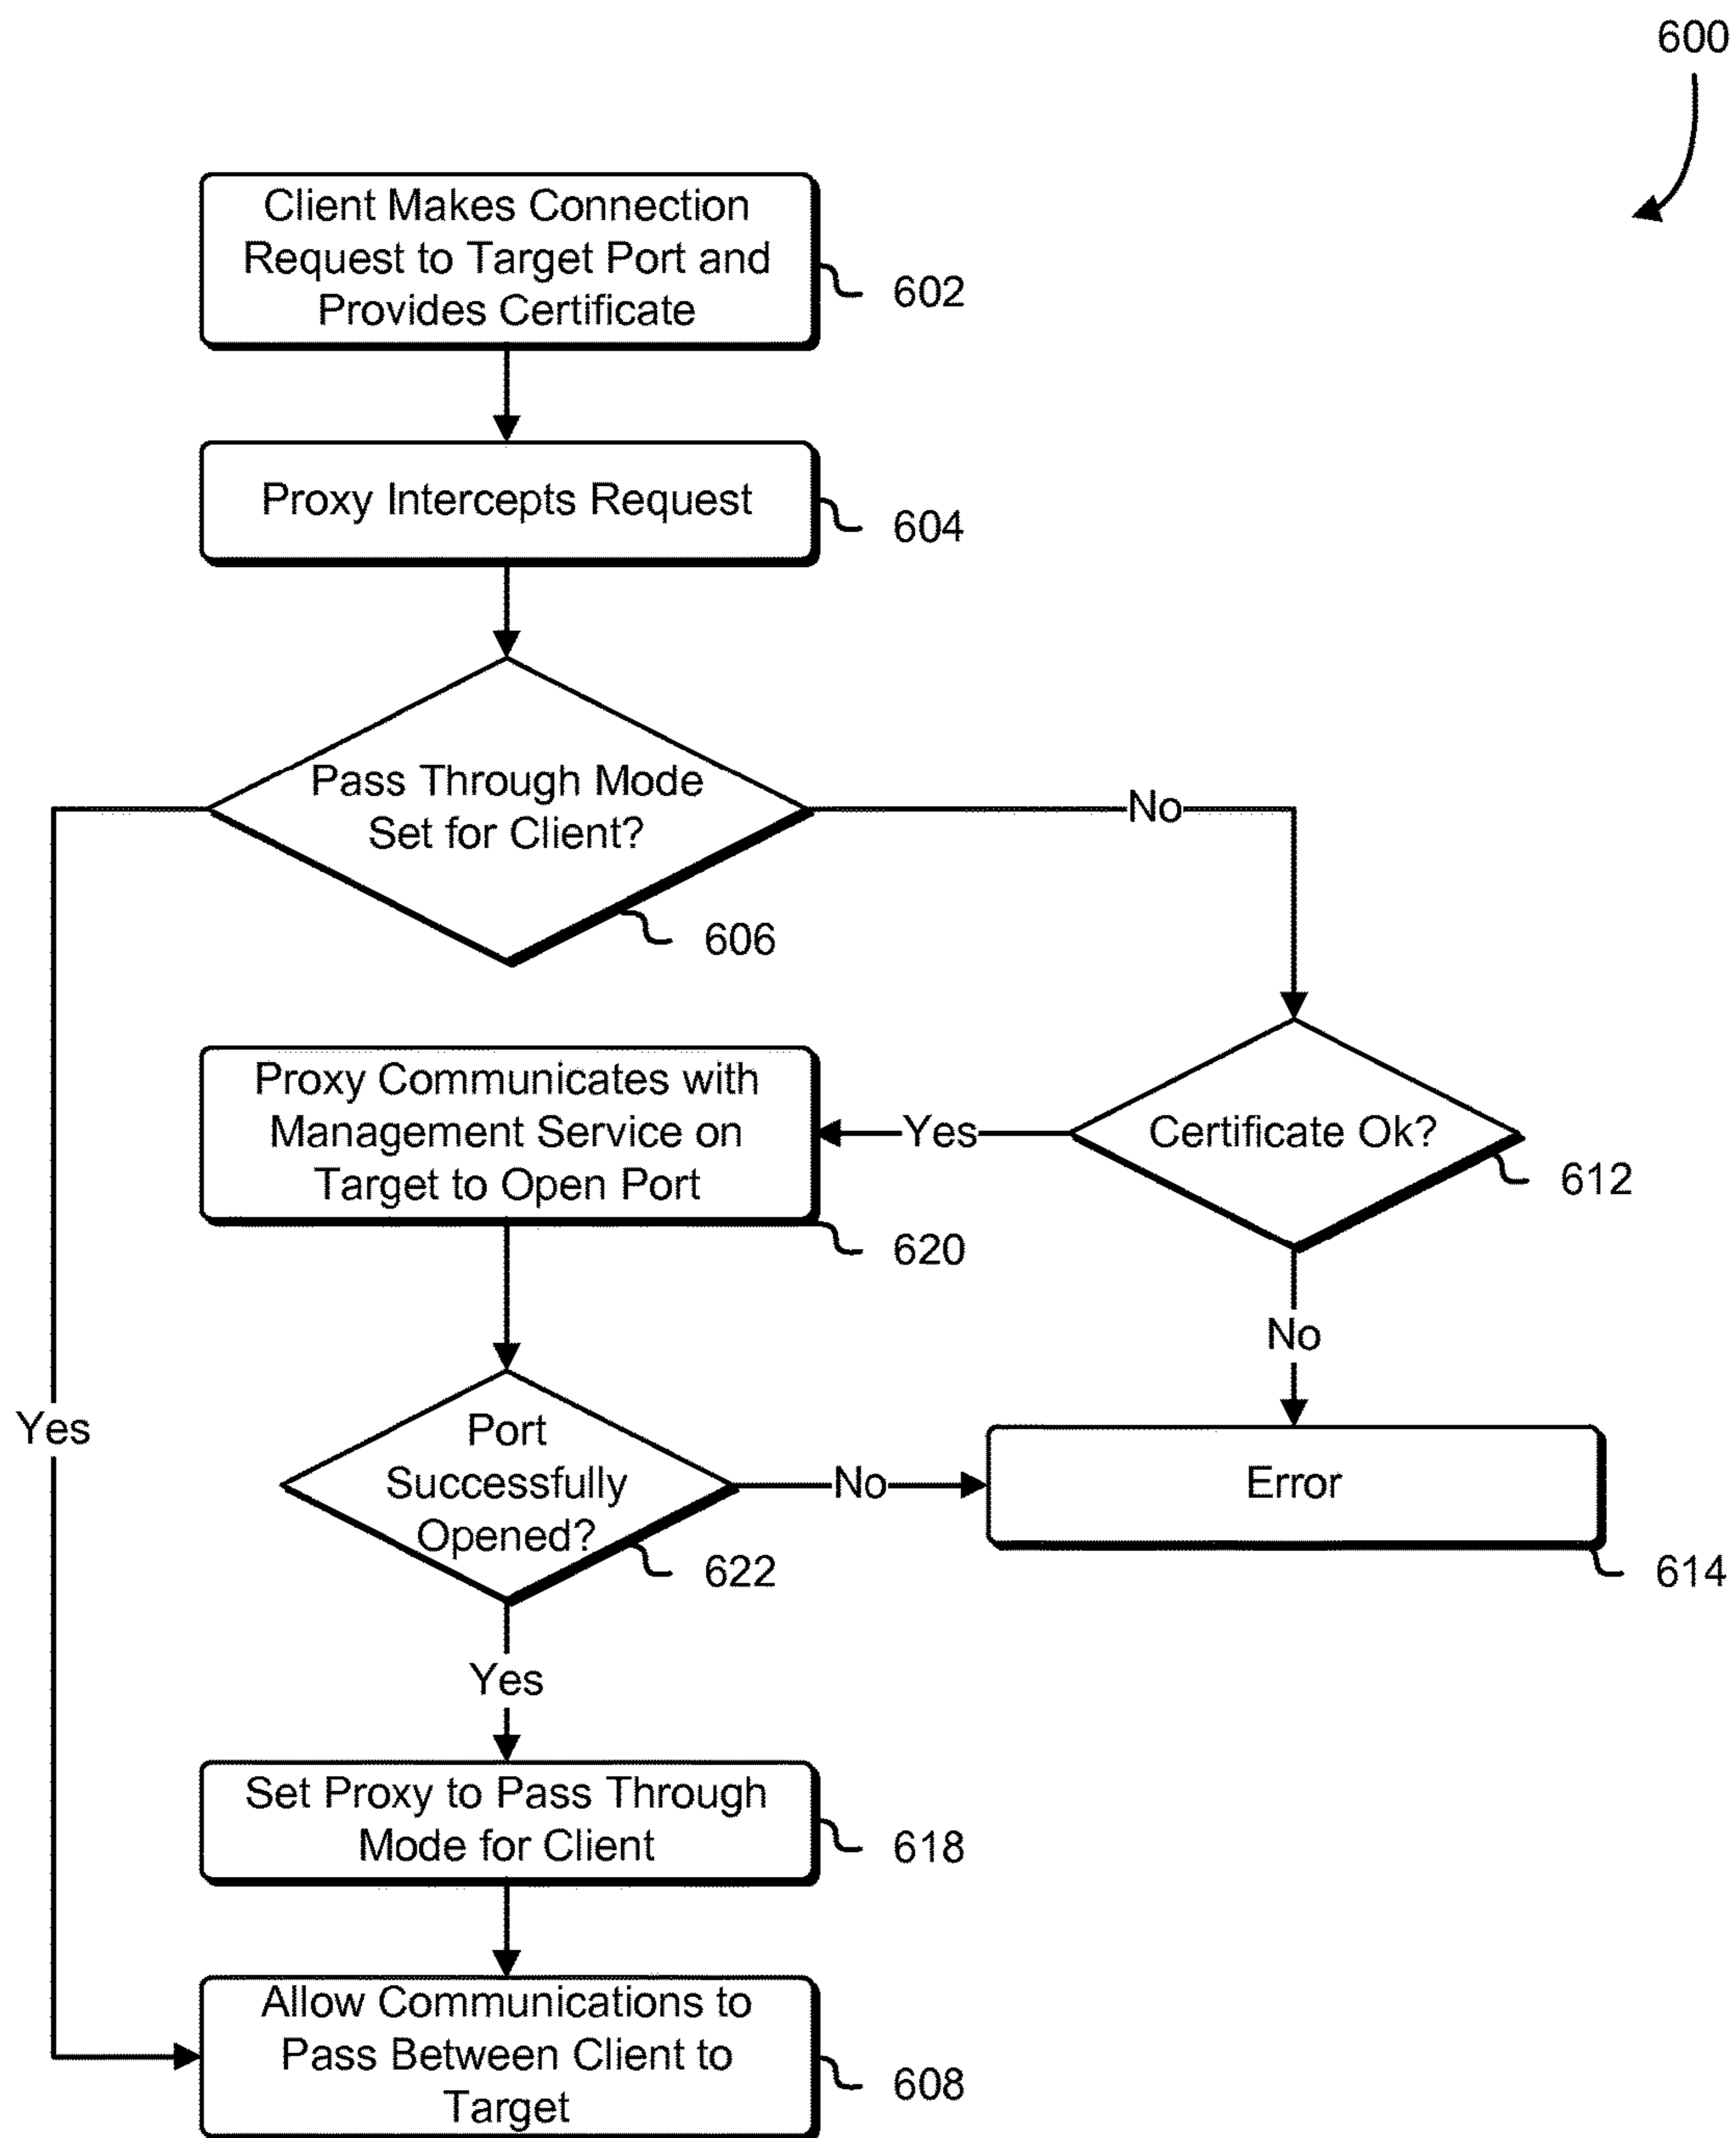 600
Client Makes Connection
Request to Target Port and
Provides Certificate
602
Proxy Intercepts Request
604
Pass Through Mode
Set for Client?
No
606
Proxy Communicates with
Management Service on
Target to Open Port
Yes
Certificate Ok?
612
620
No
Yes
Port
Successfully
Opened?
No
Error
622
614
Yes
Set Proxy to Pass Through
Mode for Client
618
Allow Communications to
Pass Between Client to
Target
608